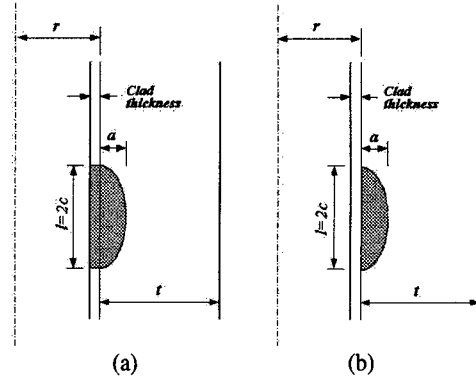 r
r
Clad
thickness
Clad
thickness
a
a
l=2c
l=2c
t
t
(a)
(b)